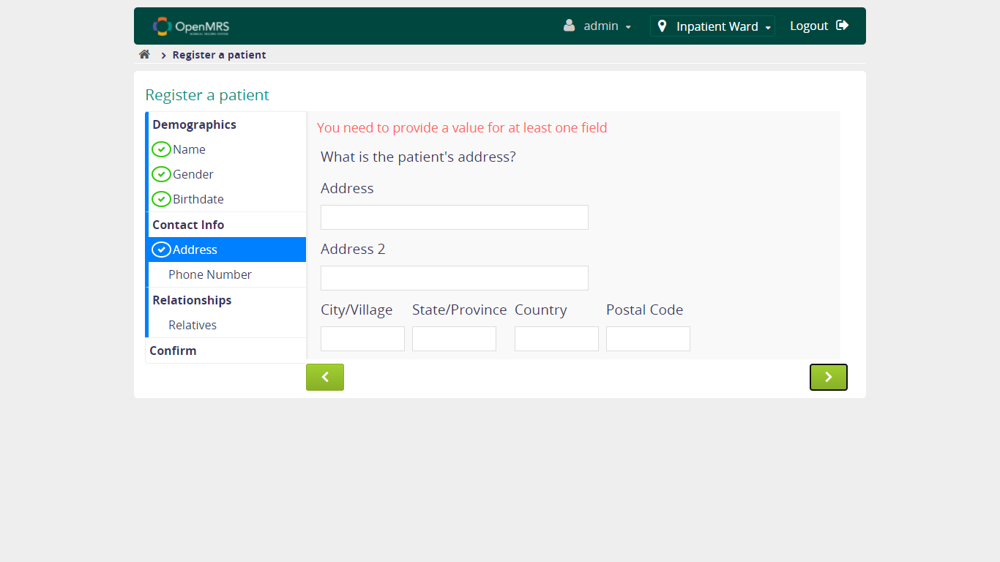 OpenMRS
admin
Inpatient Ward
Logout
Register a patient
Register a patient
Demographics
Name
Gender
Birthdate
Contact Info
Address
Phone Number
Relationships
Relatives
Confirm
You need to provide a value for at least one field
What is the patient's address?
Address
Address 2
City/Village State/Province Country Postal Code